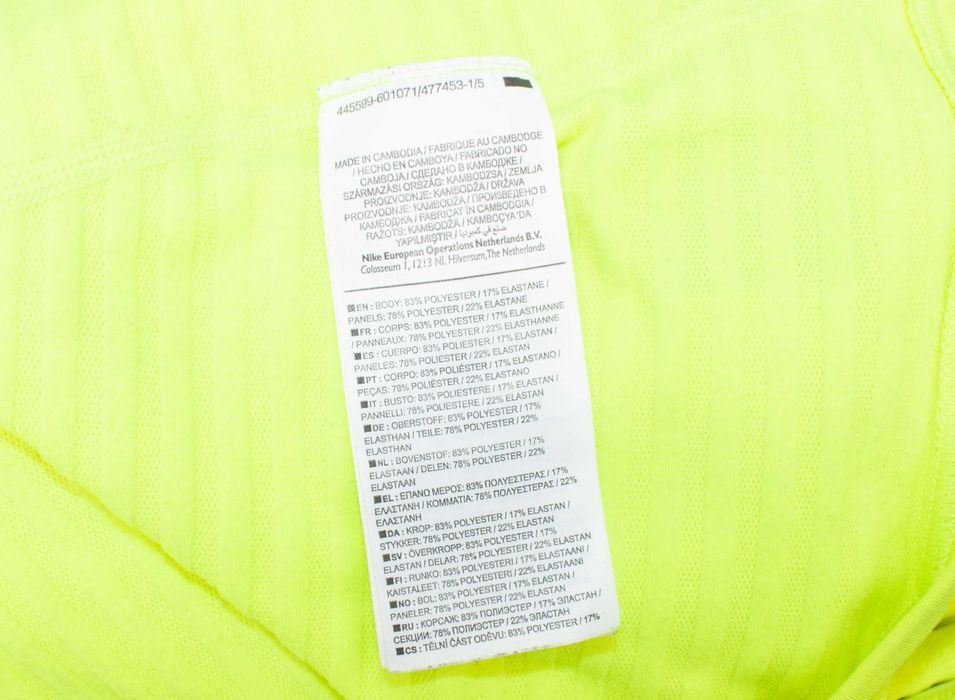 445599-601071/477453-1/5
MADE IN CAMBODIA / FABRIQUE AU CAMBODGE
/ HECHO EN CAMBOYA / FABRICADO NO
CAMBOJA / СДЕЛАНО В КАМБОДЖЕ /
SZÁRMAZÁSI ORSZÁG: KAMBODZSA / ZEMLJA
PROIZVODNJE: KAMBODŽA / DRŽAVA
PROIZVODNJE: KAMBODŽA / ПРОИЗВЕДЕНО В
КАМБОДЖА / FABRICAT ÎN CAMBODGIA /
RAŽOTS: KAMBODŽĀ / KAMBOÇYA 'DA
YAPILMIŞTIR / صنع في كمبوديا
Nike European Operations Netherlands B.V.
Colosseum 1, 1213 NL Hilversum, The Netherlands
EN : BODY: 83% POLYESTER / 17% ELASTANE /
PANELS: 78% POLYESTER / 22% ELASTANE
FR : CORPS: 83% POLYESTER / 17% ELASTHANNE
/ PANNEAUX: 78% POLYESTER / 22% ELASTHANNE
ES : CUERPO: 83% POLIESTER / 17% ELASTAN /
PANELES: 78% POLIESTER / 22% ELASTAN
PT : CORPO: 83% POLIÉSTER / 17% ELASTANO /
PEÇAS: 78% POLIÉSTER / 22% ELASTANO
IT : BUSTO: 83% POLIESTERE / 17% ELASTAN /
PANNELLI: 78% POLIESTERE / 22% ELASTAN
DE : OBERSTOFF: 83% POLYESTER / 17%
ELASTHAN / TEILE: 78% POLYESTER / 22%
ELASTHAN
NL : BOVENSTOF: 83% POLYESTER / 17%
ELASTAAN / DELEN: 78% POLYESTER / 22%
ELASTAAN
EL : ΕΠΑΝΩ ΜΕΡΟΣ: 83% ΠΟΛΥΕΣΤΕΡΑΣ / 17%
ΕΛΑΣΤΑΝΗ / ΚΟΜΜΑΤΙΑ: 78% ΠΟΛΥΕΣΤΕΡΑΣ / 22%
ΕΛΑΣΤΑΝΗ
DA : KROP: 83% POLYESTER / 17% ELASTAN /
STYKKER: 78% POLYESTER / 22% ELASTAN
SV : ÖVERKROPP: 83% POLYESTER / 17%
ELASTAN / DELAR: 78% POLYESTER / 22% ELASTAN
FI : RUNKO: 83% POLYESTERI / 17% ELASTAANI /
KAISTALEET: 78% POLYESTERI / 22% ELASTAANI
NO : BOL: 83% POLYESTER / 17% ELASTAN /
PANELER: 78% POLYESTER / 22% ELASTAN
RU : КОРСАЖ: 83% ПОЛИЭСТЕР / 17% ЭЛАСТАН /
СЕКЦИИ: 78% ПОЛИЭСТЕР / 22% ЭЛАСТАН
CS : TĚLNÍ ČÁST ODĚVU: 83% POLYESTER / 17%